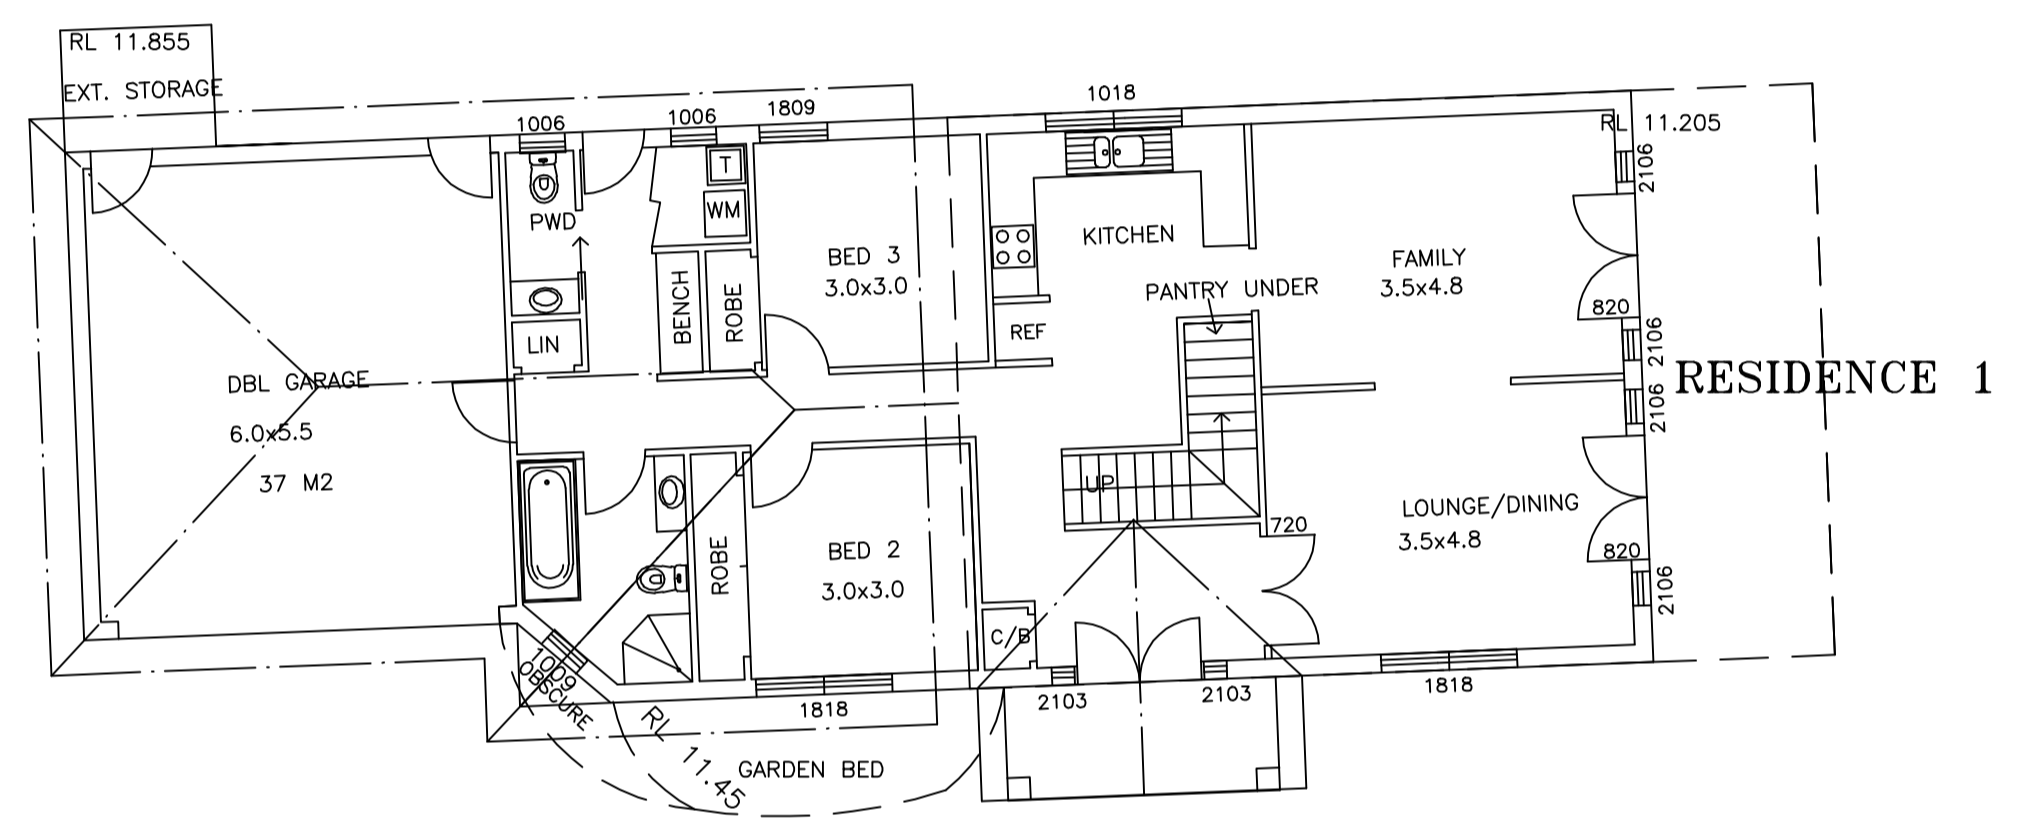 RL 11.855
EXT. STORAGE
1006
1006
1809
1018
RL 11.205
2106
T
WM
PWD
KITCHEN
BED 3
3.0x3.0
FAMILY
3.5x4.8
PANTRY UNDER
820
BENCH
ROBE
REF
LIN
2106
RESIDENCE 1
DBL GARAGE
6.0x5.5
37 M2
2106
UP
LOUNGE/DINING
3.5x4.8
720
820
BED 2
3.0x3.0
ROBE
2106
C/B
1009
OBSCURE
1818
2103
2103
1818
RL 11.45
GARDEN BED